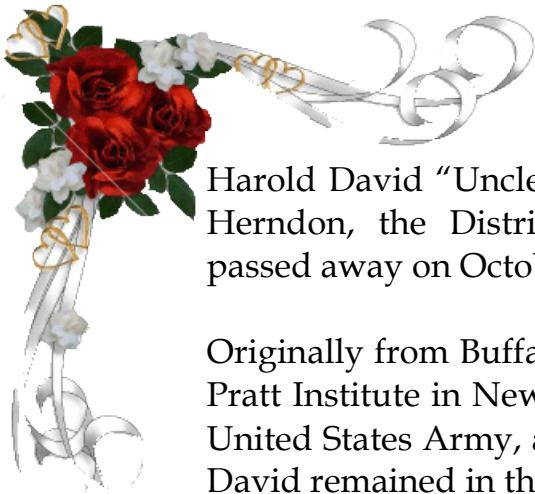 Harold David “Uncle
Herndon, the Distri
passed away on Octo
Originally from Buffa
Pratt Institute in New
United States Army, a
David remained in th